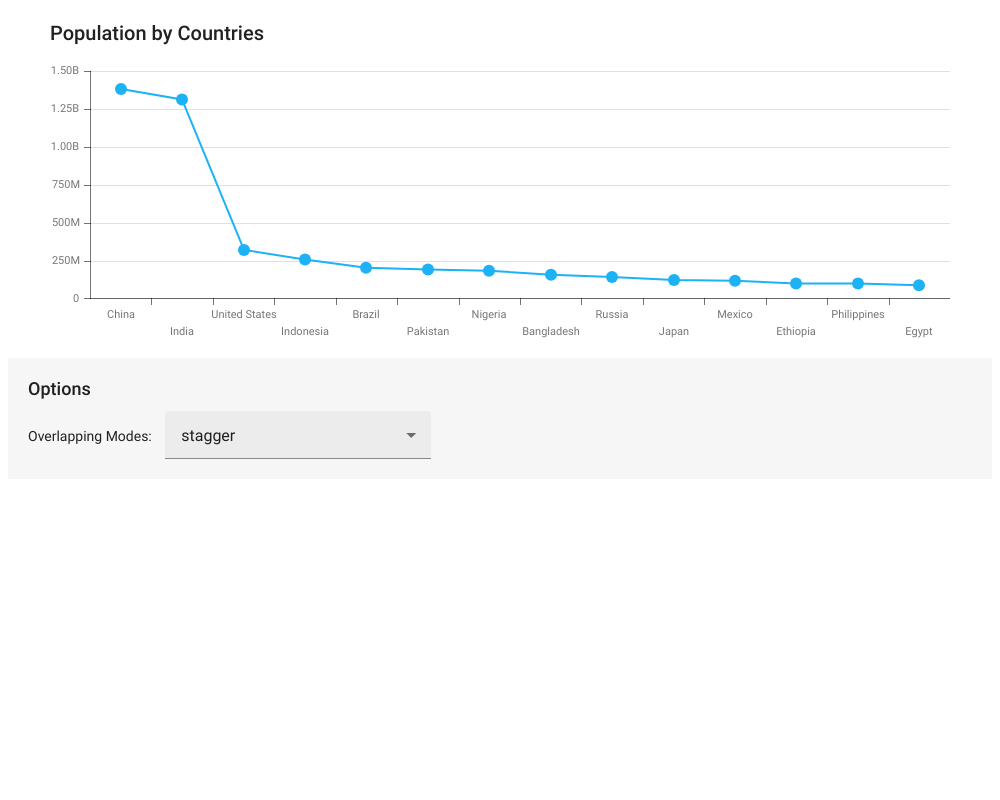 Population by Countries
1.50B
1.25B
1.00B
750M
500M
250M
0
China
United States
Brazil
Nigeria
Russia
Mexico
Philippines
India
Indonesia
Pakistan
Bangladesh
Japan
Ethiopia
Egypt
Options
Overlapping Modes: stagger